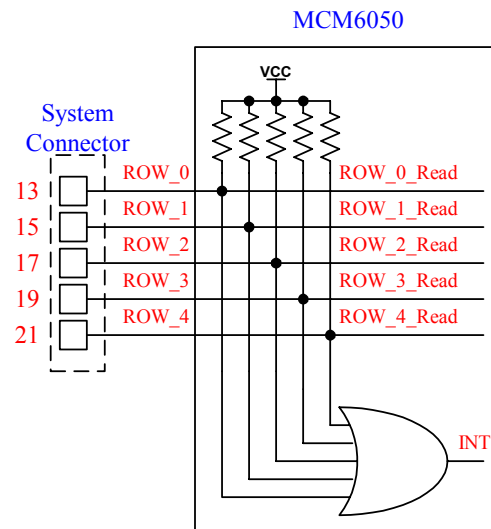 MCM6050
VCC
System
Connector
13 ROW_0 ROW_0_Read
15 ROW_1 ROW_1_Read
17 ROW_2 ROW_2_Read
19 ROW_3 ROW_3_Read
21 ROW_4 ROW_4_Read
INT